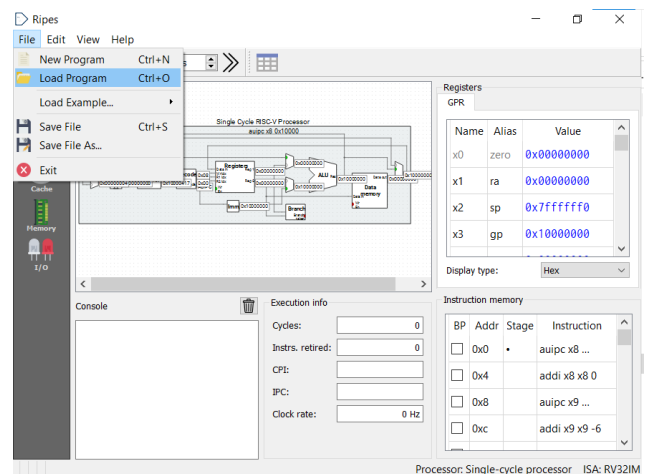 Ripes
File Edit View Help
New Program Ctrl+N
Load Program Ctrl+O
Load Example...
Save File Ctrl+S
Save File As...
Exit
Cache
Memory
I/O
Single Cycle RISC-V Processor
auipc x8 0x10000
Registers
ALU
Data
memory
Imm.
Branch
Registers
GPR
Name Alias Value
x0 zero 0x00000000
x1 ra 0x00000000
x2 sp 0x7ffffff0
x3 gp 0x10000000
Display type: Hex
Console
Execution info
Cycles: 0
Instrs. retired: 0
CPI:
IPC:
Clock rate: 0 Hz
Instruction memory
BP Addr Stage Instruction
0x0 • auipc x8 ...
0x4 addi x8 x8 0
0x8 auipc x9 ...
0xc addi x9 x9 -6
Processor: Single-cycle processor ISA: RV32IM